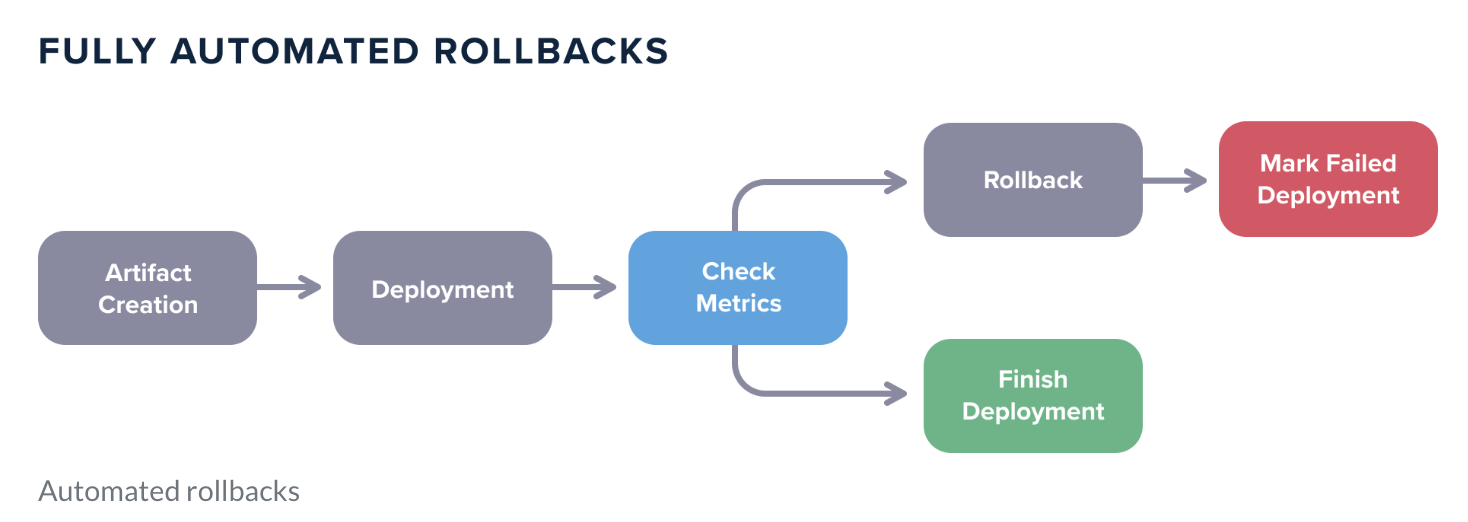 FULLY AUTOMATED ROLLBACKS
Artifact
Creation
Deployment
Check
Metrics
Rollback
Mark Failed
Deployment
Finish
Deployment
Automated rollbacks